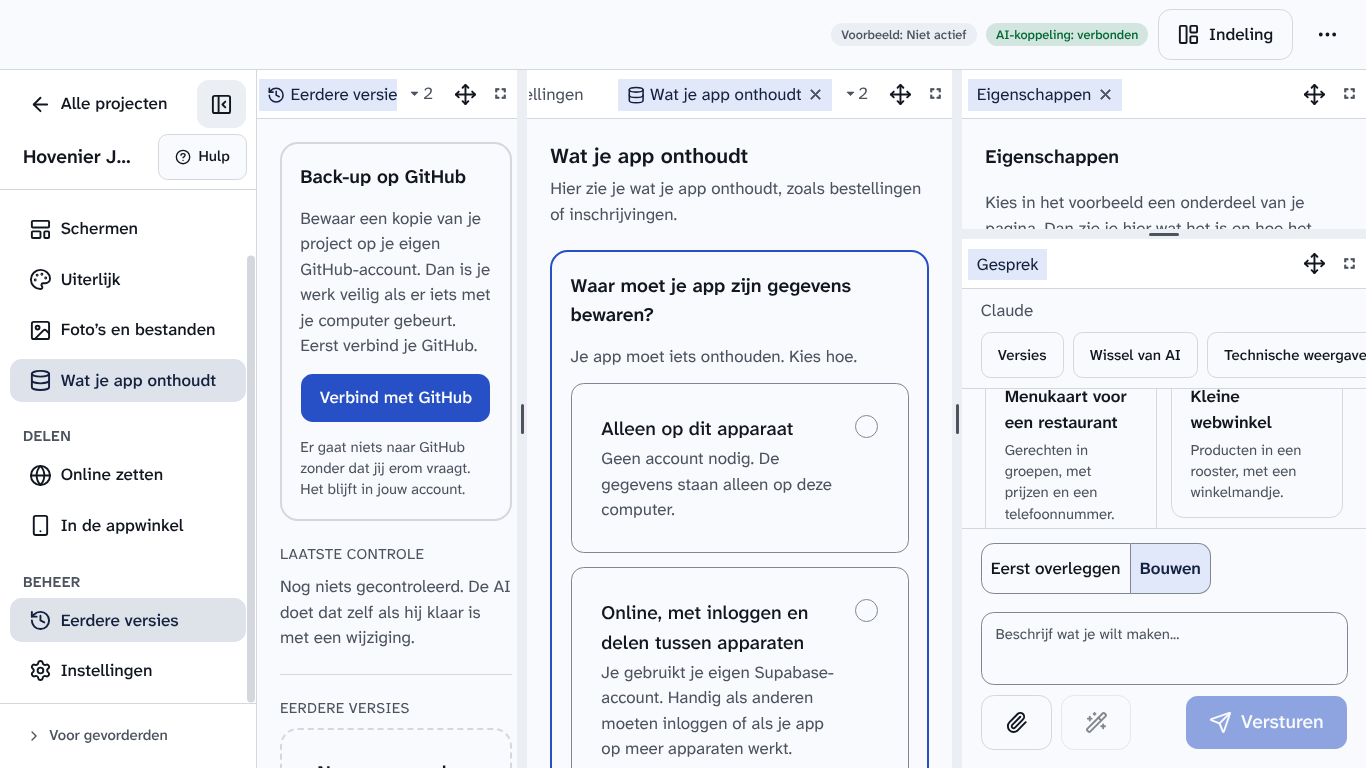 Voorbeeld: Niet actief
AI-koppeling: verbonden
Indeling
Alle projecten
Hovenier J...
Hulp
Schermen
Uiterlijk
Foto's en bestanden
Wat je app onthoudt
DELEN
Online zetten
In de appwinkel
BEHEER
Eerdere versies
Instellingen
Voor gevorderden
Eerdere versie
2
Back-up op GitHub
Bewaar een kopie van je
project op je eigen
GitHub-account. Dan is je
werk veilig als er iets met
je computer gebeurt.
Eerst verbind je GitHub.
Verbind met GitHub
Er gaat niets naar GitHub
zonder dat jij erom vraagt.
Het blijft in jouw account.
LAATSTE CONTROLE
Nog niets gecontroleerd. De AI
doet dat zelf als hij klaar is
met een wijziging.
EERDERE VERSIES
ellingen
Wat je app onthoudt
2
Wat je app onthoudt
Hier zie je wat je app onthoudt, zoals bestellingen
of inschrijvingen.
Waar moet je app zijn gegevens
bewaren?
Je app moet iets onthouden. Kies hoe.
Alleen op dit apparaat
Geen account nodig. De
gegevens staan alleen op deze
computer.
Online, met inloggen en
delen tussen apparaten
Je gebruikt je eigen Supabase-
account. Handig als anderen
moeten inloggen of als je app
op meer apparaten werkt.
Eigenschappen
Eigenschappen
Kies in het voorbeeld een onderdeel van je
pagina. Dan zie je hier wat het is en hoe het
Gesprek
Claude
Versies
Wissel van AI
Technische weergave
Menukaart voor
een restaurant
Gerechten in
groepen, met
prijzen en een
telefoonnummer.
Kleine
webwinkel
Producten in een
rooster, met een
winkelmandje.
Eerst overleggen
Bouwen
Beschrijf wat je wilt maken...
Versturen